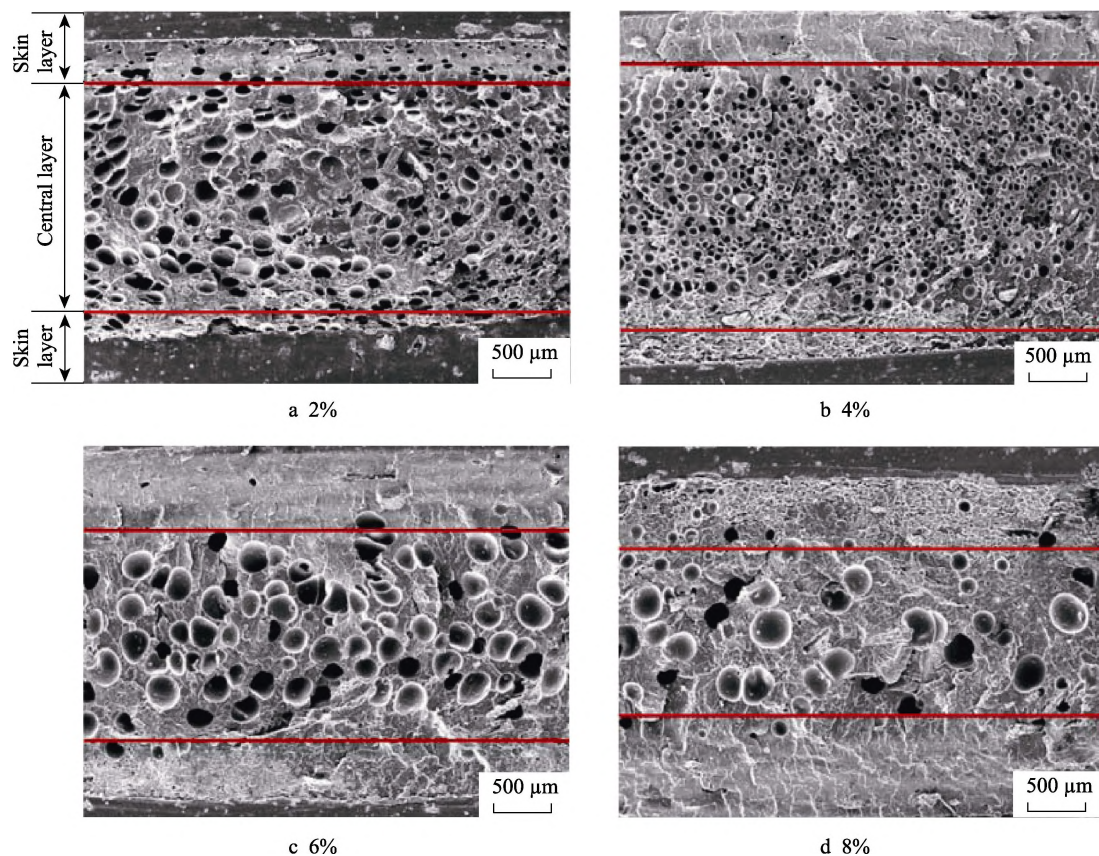 Skin
layer
Central layer
Skin
layer
500 µm
500 µm
a 2%
b 4%
500 µm
500 µm
c 6%
d 8%